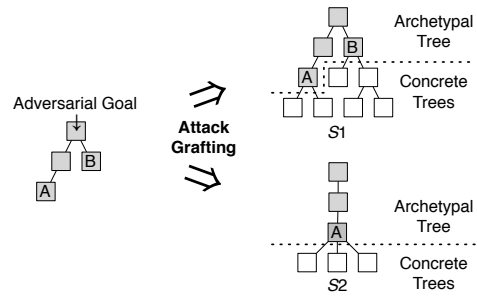 Adversarial Goal
A
B
Attack
Grafting
B
A
S1
Archetypal
Tree
Concrete
Trees
A
S2
Archetypal
Tree
Concrete
Trees